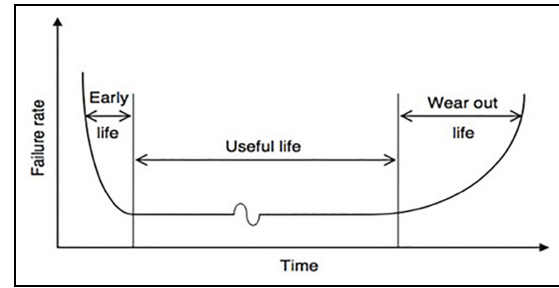 Early
life
Wear out
life
Useful life
Failure rate
Time